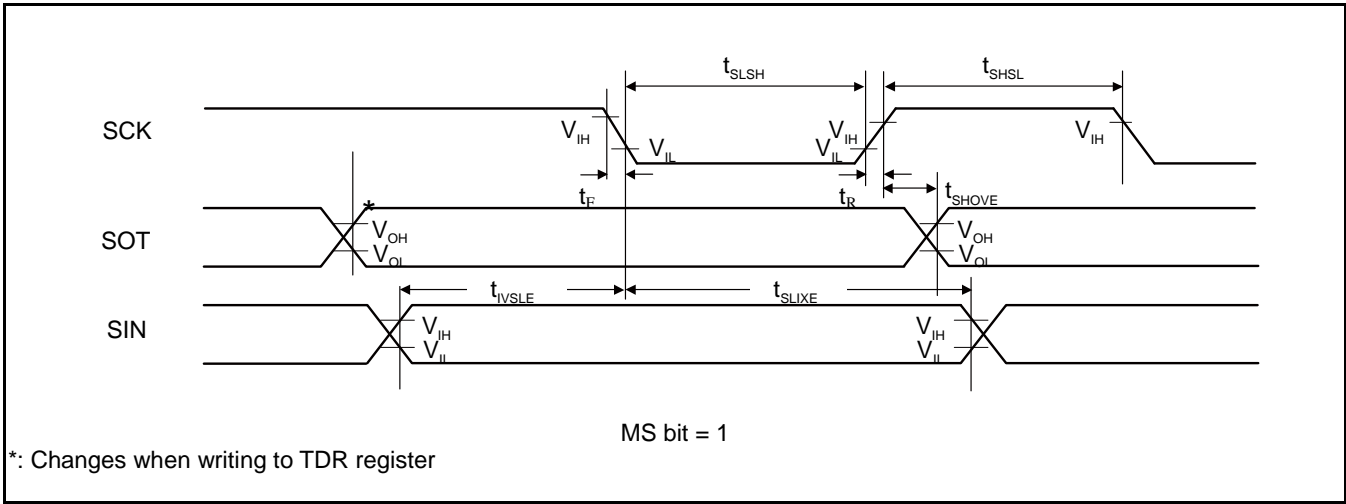 tSLSH tSHSL
SCK VIH VIL VIL VIH VIH
tF tR tSHOVE
*
SOT VOH VOH
VOL VOL
tIVSLE tSLIXE
SIN VIH VIH
VIL VIL
MS bit = 1
*: Changes when writing to TDR register